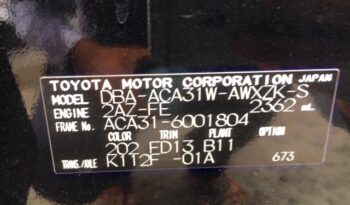 TOYOTA MOTOR CORPORATION JAPAN
MODEL DBA-ACA31W-AWXZK-S
ENGINE 2AZ-FE 2362 mL
FRAME No. ACA31-6001804
COLOR TRIM PLANT OPTION
202 FD13 B11
TRANS./AXLE K112F -01A 673